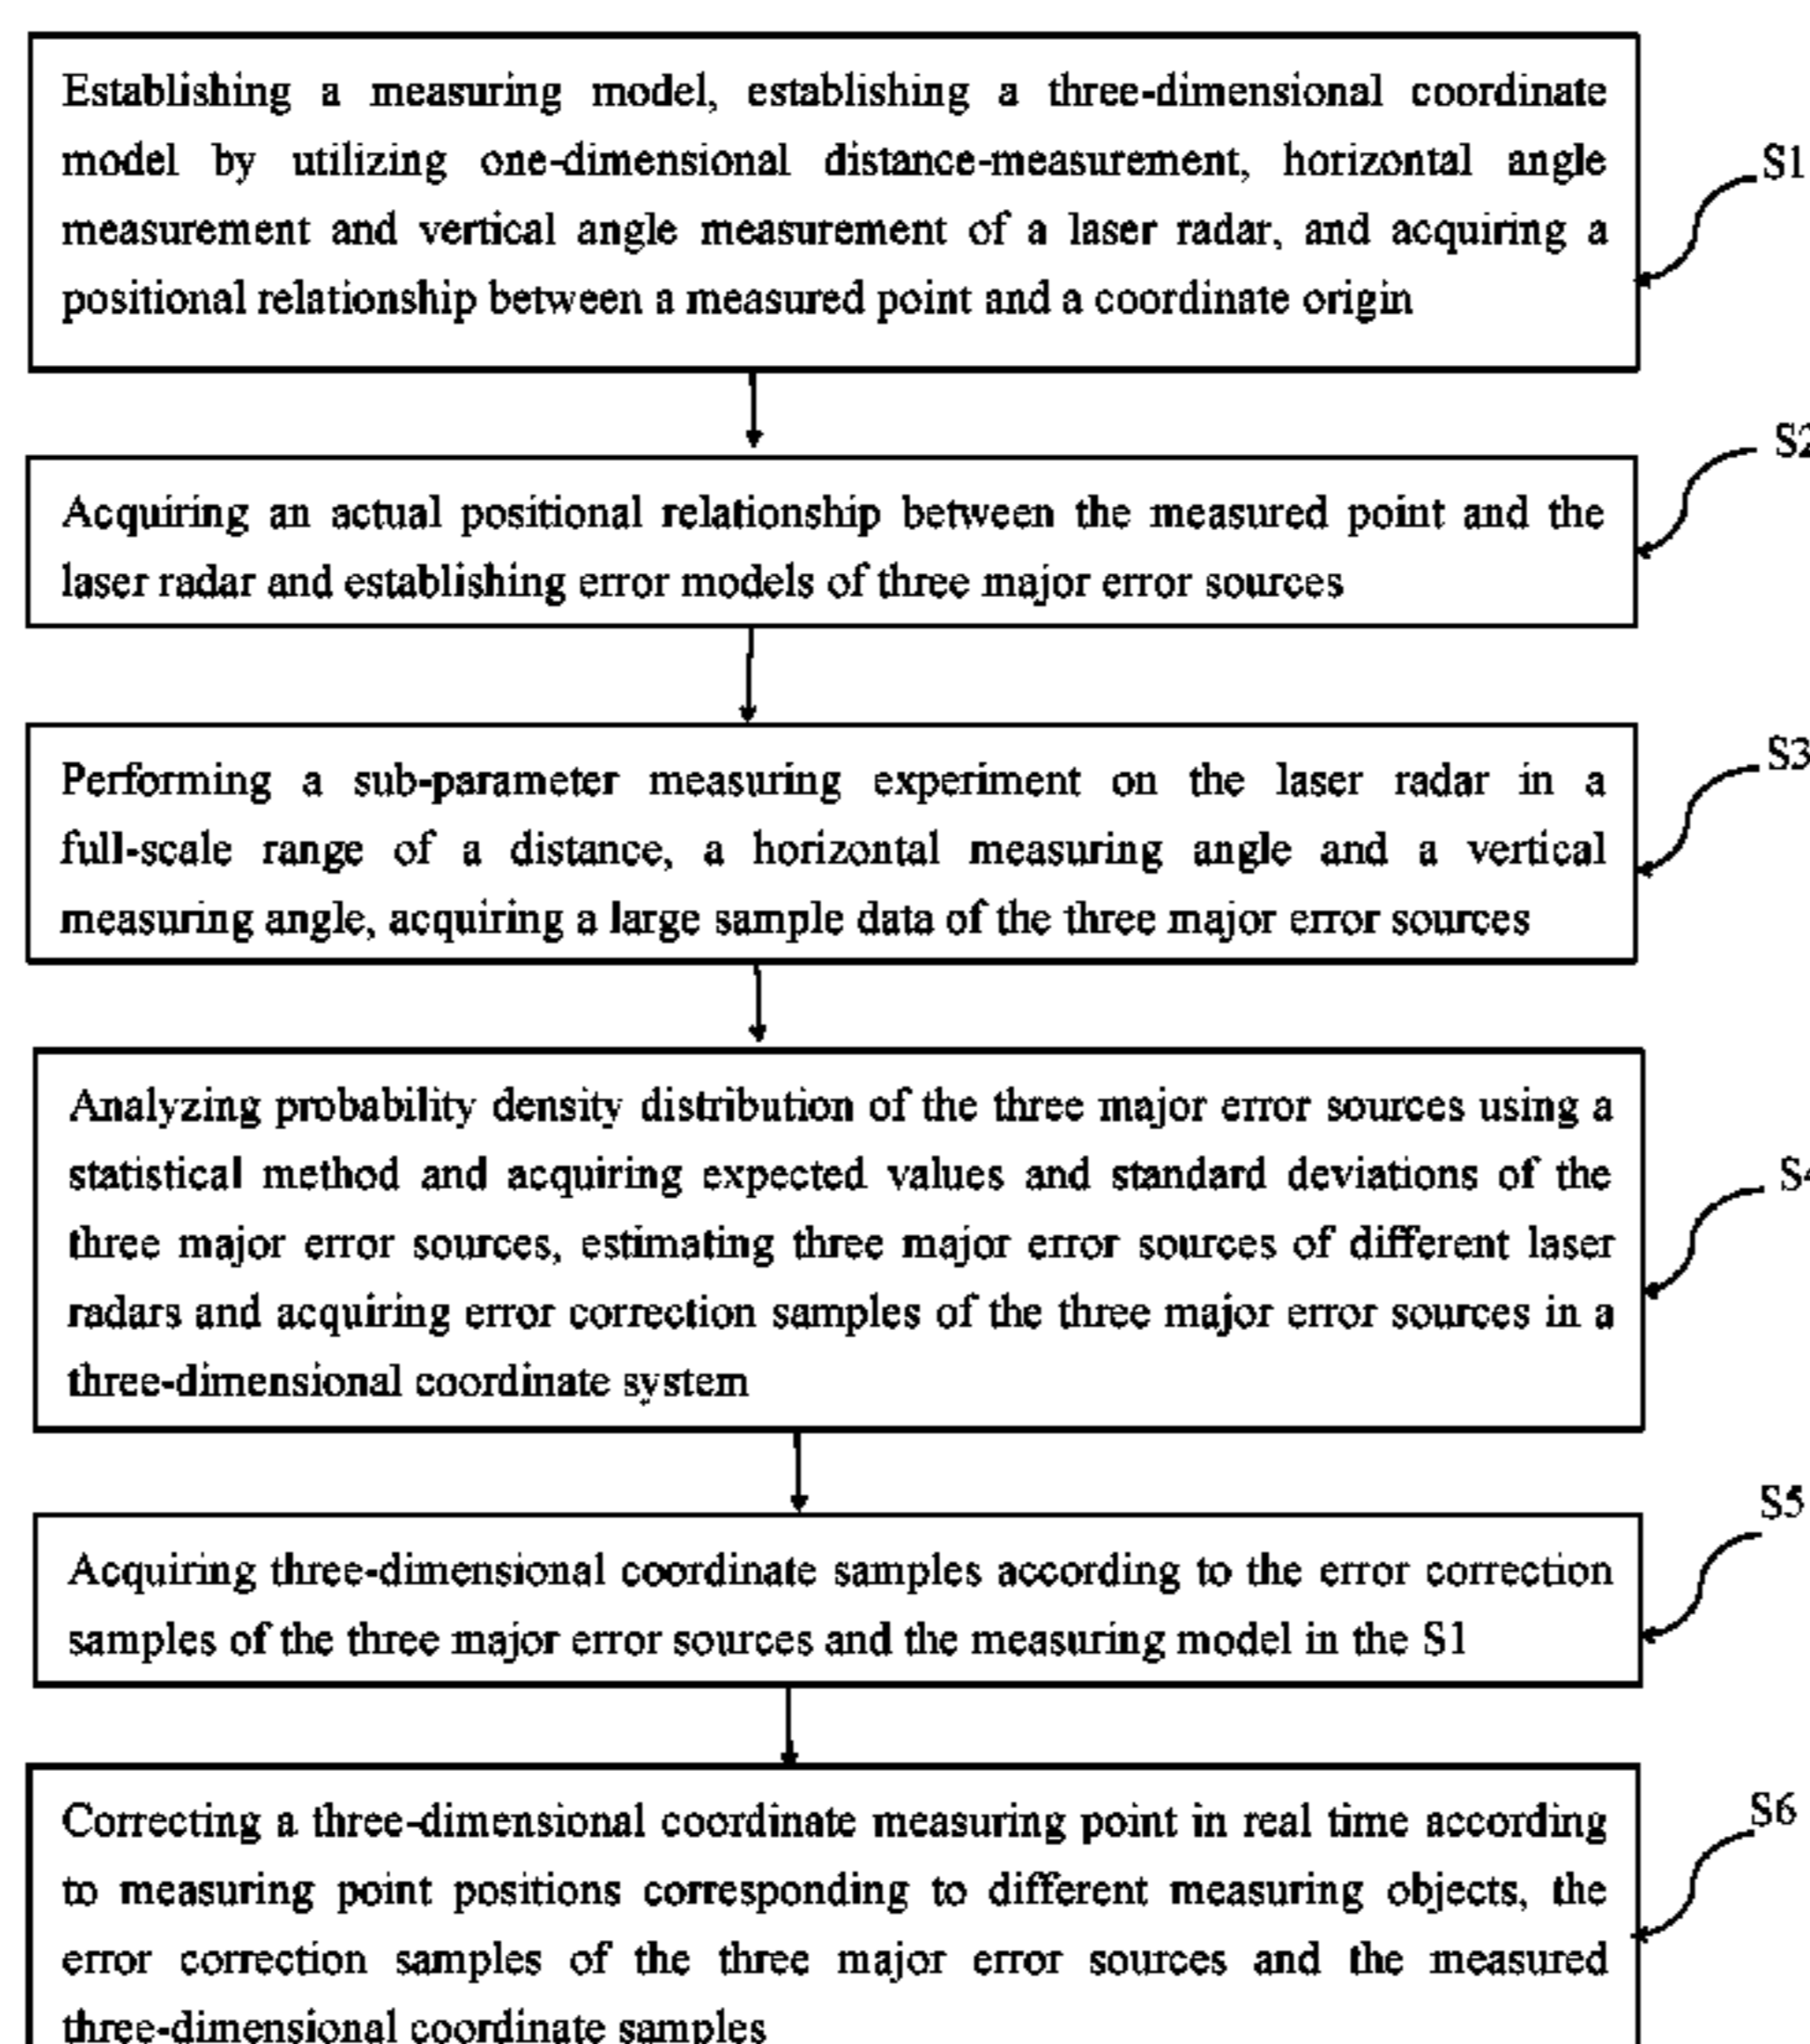 Establishing a measuring model, establishing a three-dimensional coordinate
model by utilizing one-dimensional distance-measurement, horizontal angle
measurement and vertical angle measurement of a laser radar, and acquiring a
positional relationship between a measured point and a coordinate origin
S1
Acquiring an actual positional relationship between the measured point and the
laser radar and establishing error models of three major error sources
S2
Performing a sub-parameter measuring experiment on the laser radar in a
full-scale range of a distance, a horizontal measuring angle and a vertical
measuring angle, acquiring a large sample data of the three major error sources
S3
Analyzing probability density distribution of the three major error sources using a
statistical method and acquiring expected values and standard deviations of the
three major error sources, estimating three major error sources of different laser
radars and acquiring error correction samples of the three major error sources in a
three-dimensional coordinate system
S4
Acquiring three-dimensional coordinate samples according to the error correction
samples of the three major error sources and the measuring model in the S1
S5
Correcting a three-dimensional coordinate measuring point in real time according
to measuring point positions corresponding to different measuring objects, the
error correction samples of the three major error sources and the measured
three-dimensional coordinate samples
S6